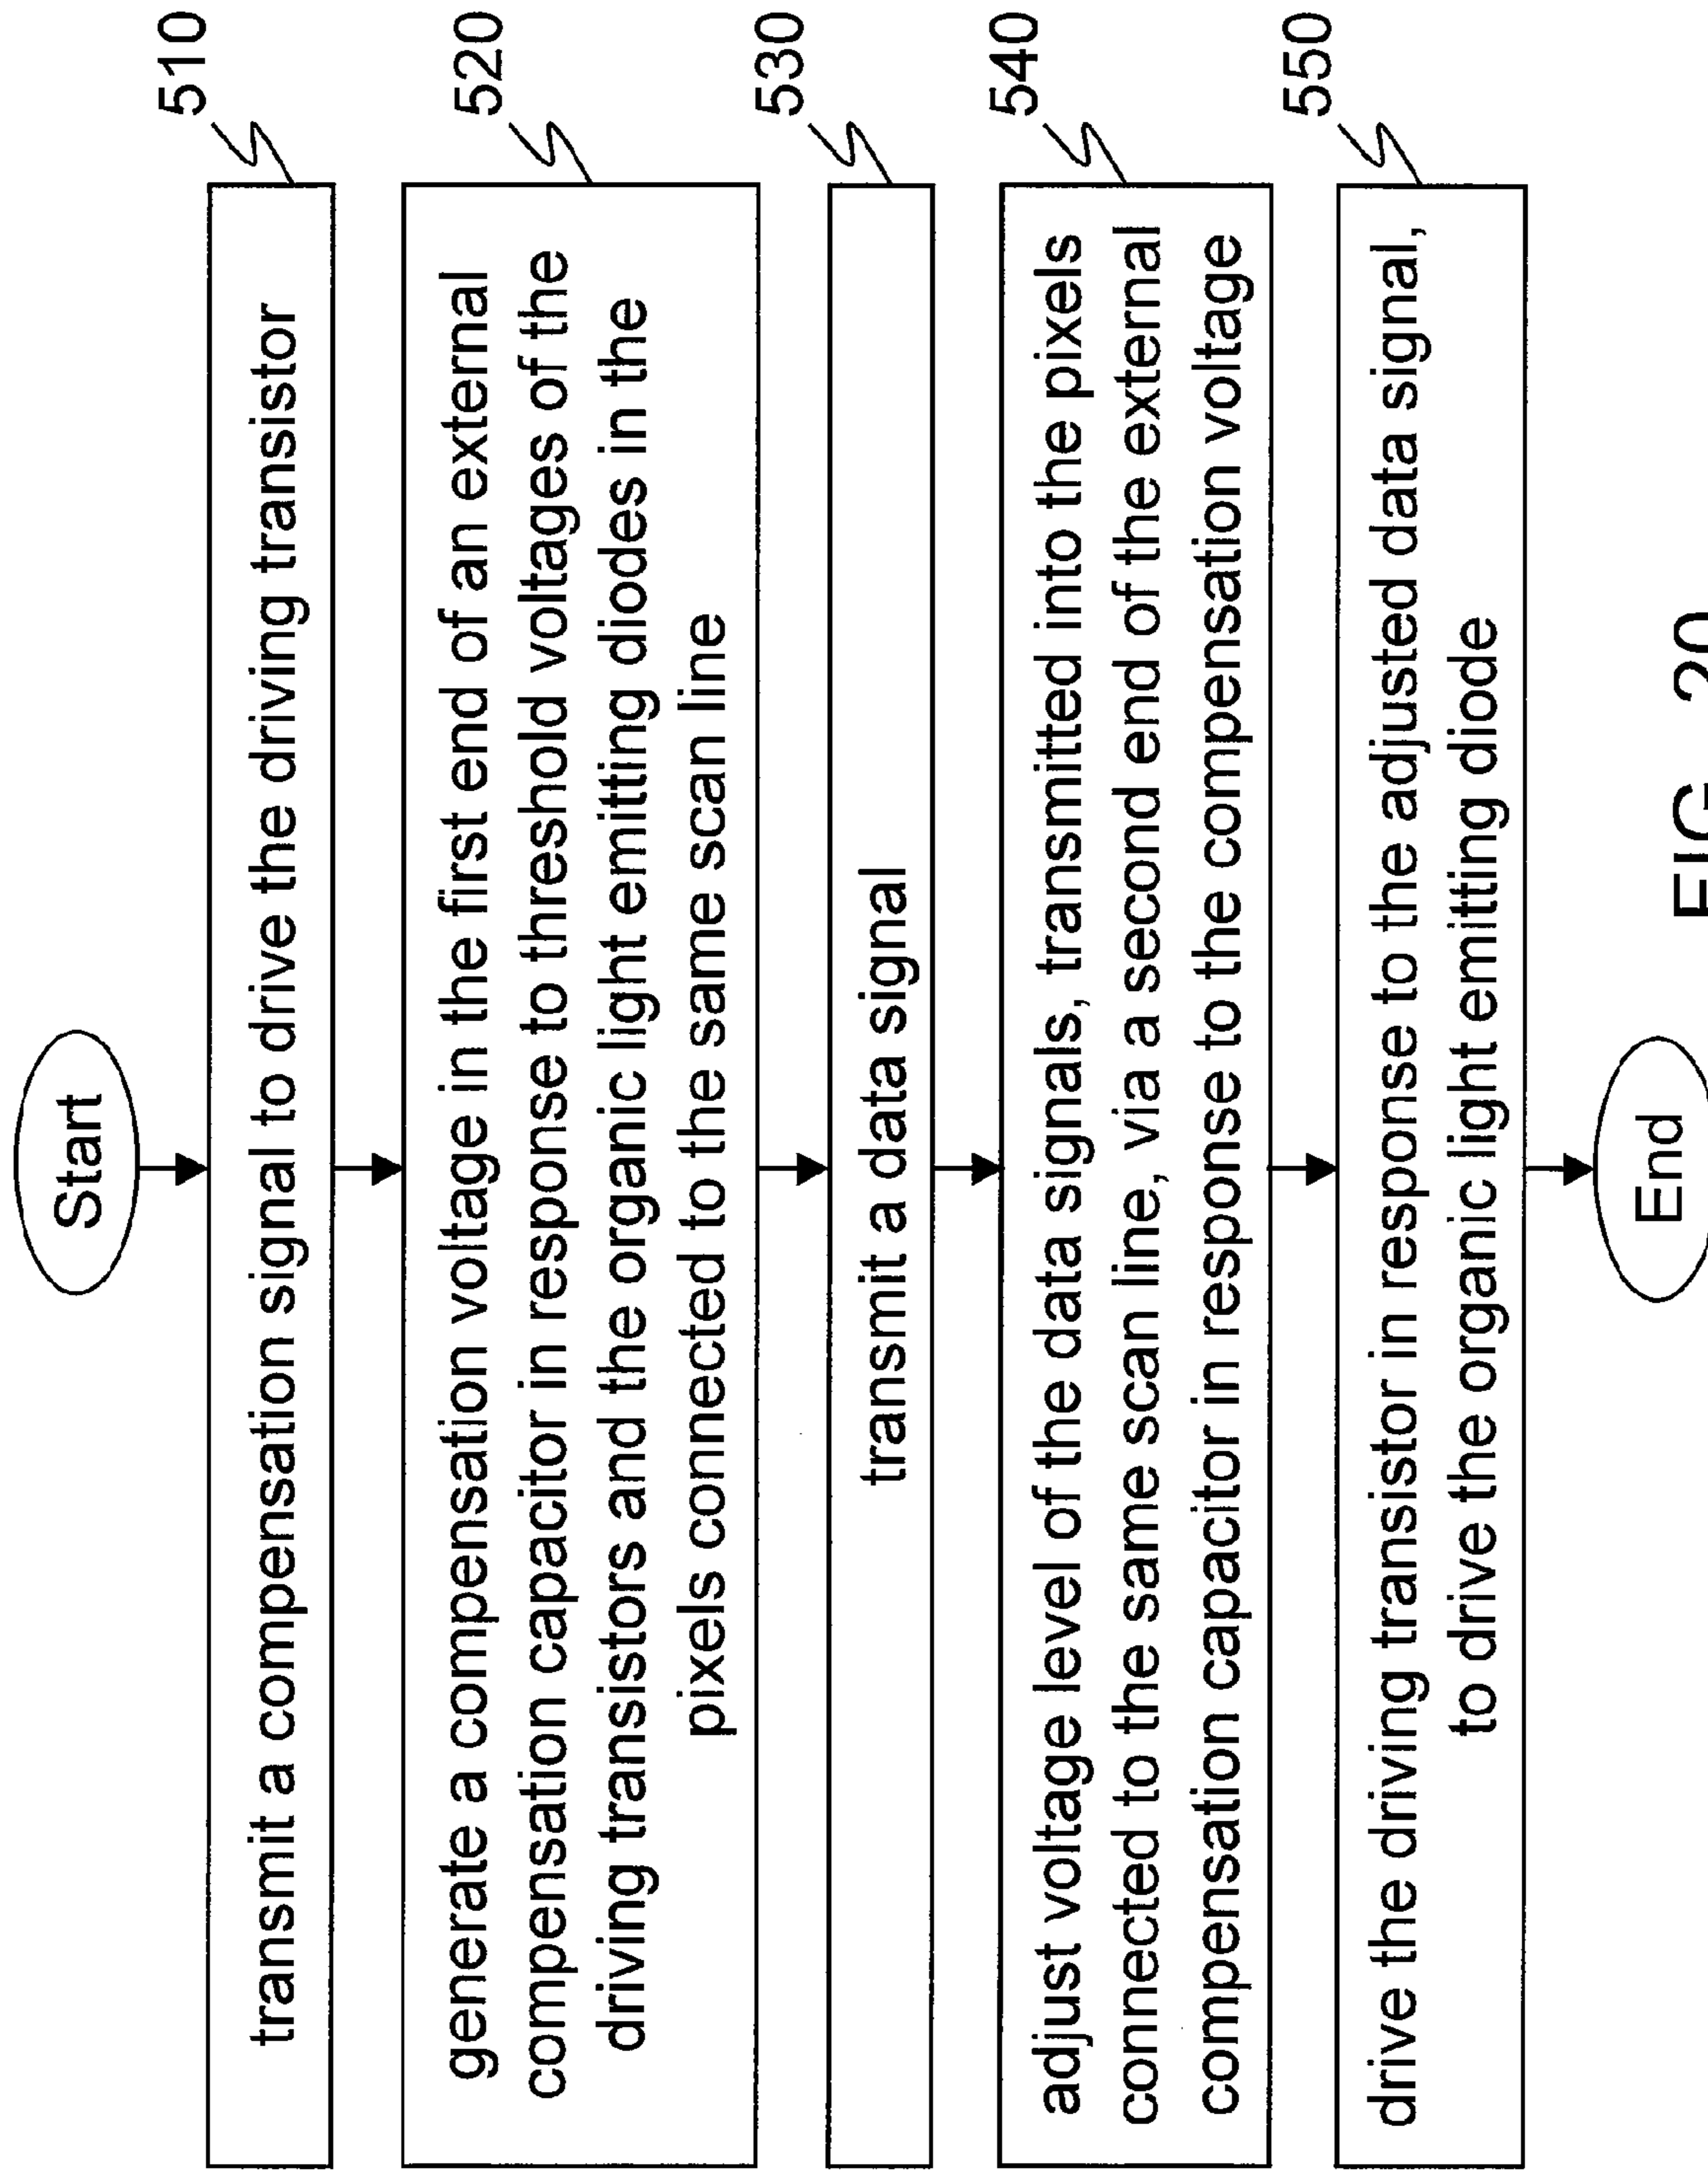 Start
transmit a compensation signal to drive the driving transistor
510
generate a compensation voltage in the first end of an external
compensation capacitor in response to threshold voltages of the
driving transistors and the organic light emitting diodes in the
pixels connected to the same scan line
520
transmit a data signal
530
adjust voltage level of the data signals, transmitted into the pixels
connected to the same scan line, via a second end of the external
compensation capacitor in response to the compensation voltage
540
drive the driving transistor in response to the adjusted data signal,
to drive the organic light emitting diode
550
End
FIG. 20